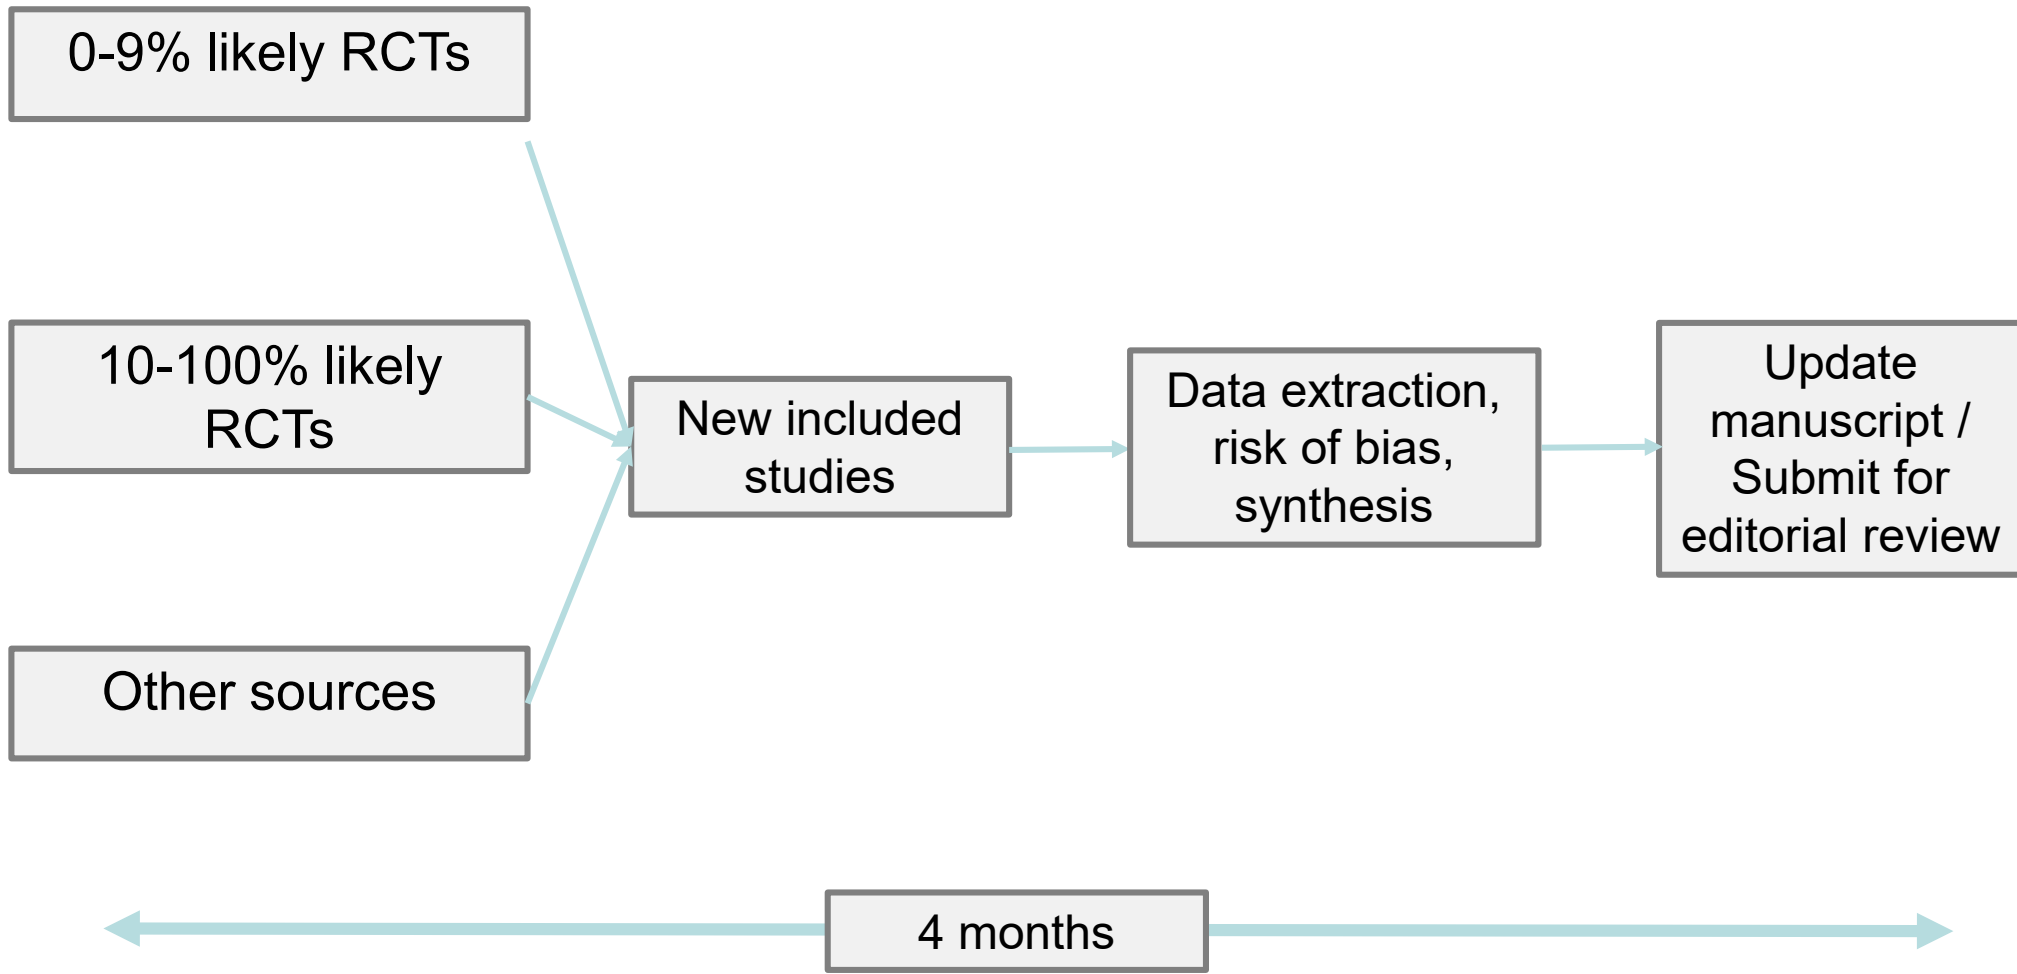 0-9% likely RCTs
10-100% likely
RCTs
Other sources
New included
studies
Data extraction,
risk of bias,
synthesis
Update
manuscript /
Submit for
editorial review
4 months